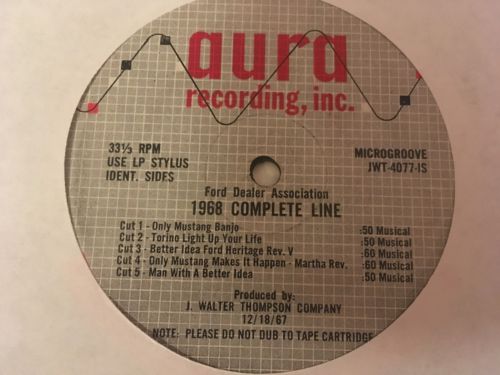 aura
recording, inc.
33⅓ RPM
USE LP STYLUS
IDENT. SIDES
MICROGROOVE
JWT-4077-1S
Ford Dealer Association
1968 COMPLETE LINE
Cut 1 - Only Mustang Banjo :50 Musical
Cut 2 - Torino Light Up Your Life :50 Musical
Cut 3 - Better Idea Ford Heritage Rev. V :60 Musical
Cut 4 - Only Mustang Makes It Happen - Martha Rev. :60 Musical
Cut 5 - Man With A Better Idea :50 Musical
Produced by:
J. WALTER THOMPSON COMPANY
12/18/67
NOTE: PLEASE DO NOT DUB TO TAPE CARTRIDGE